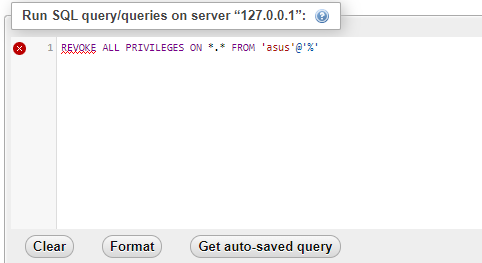 Run SQL query/queries on server “127.0.0.1”:
1 REVOKE ALL PRIVILEGES ON *.* FROM 'asus'@'%'
Clear Format Get auto-saved query